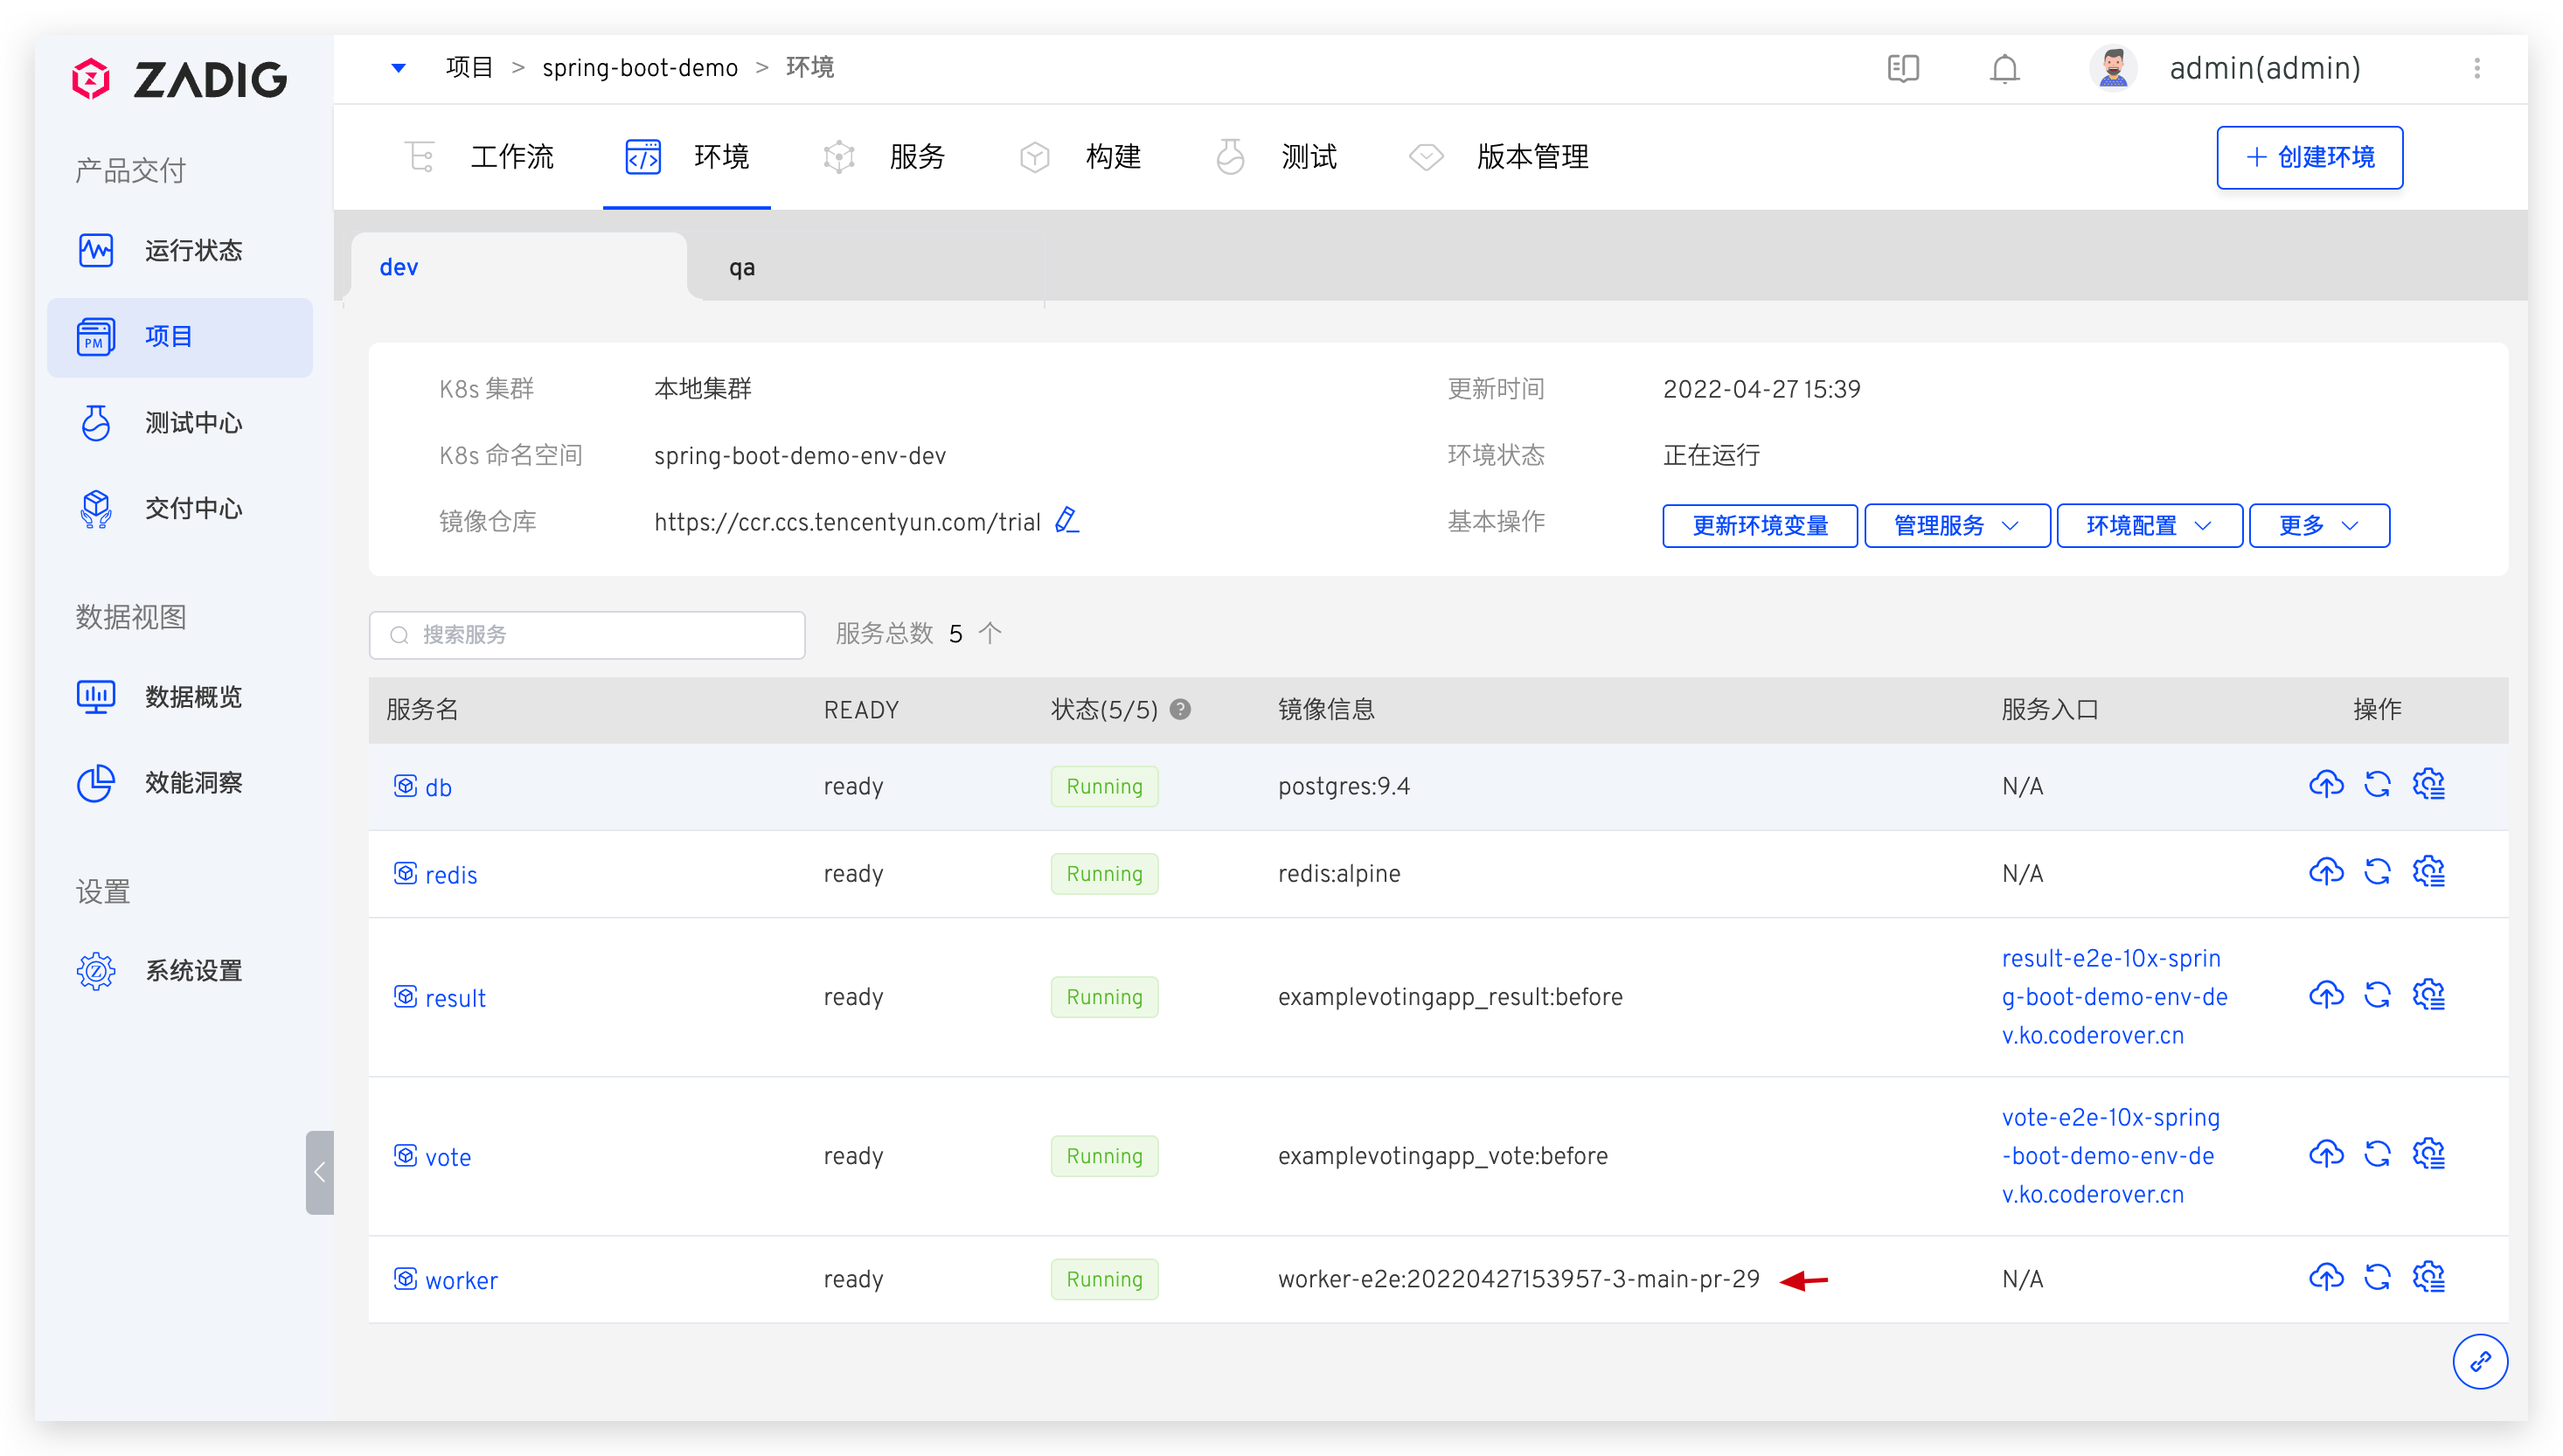 ZADIG
项目 > spring-boot-demo > 环境
admin(admin)
产品交付
运行状态
项目
PM
测试中心
交付中心
数据视图
数据概览
效能洞察
设置
系统设置
工作流
环境
服务
构建
测试
版本管理
+ 创建环境
dev
qa
K8s 集群 本地集群
更新时间 2022-04-27 15:39
K8s 命名空间 spring-boot-demo-env-dev
环境状态 正在运行
镜像仓库 https://ccr.ccs.tencentyun.com/trial
基本操作 更新环境变量 管理服务 环境配置 更多
搜索服务
服务总数 5 个
服务名 READY 状态(5/5) ? 镜像信息 服务入口 操作
db ready Running postgres:9.4 N/A
redis ready Running redis:alpine N/A
result ready Running examplevotingapp_result:before
result-e2e-10x-sprin
g-boot-demo-env-de
v.ko.coderover.cn
vote ready Running examplevotingapp_vote:before
vote-e2e-10x-spring
-boot-demo-env-de
v.ko.coderover.cn
worker ready Running worker-e2e:20220427153957-3-main-pr-29 N/A